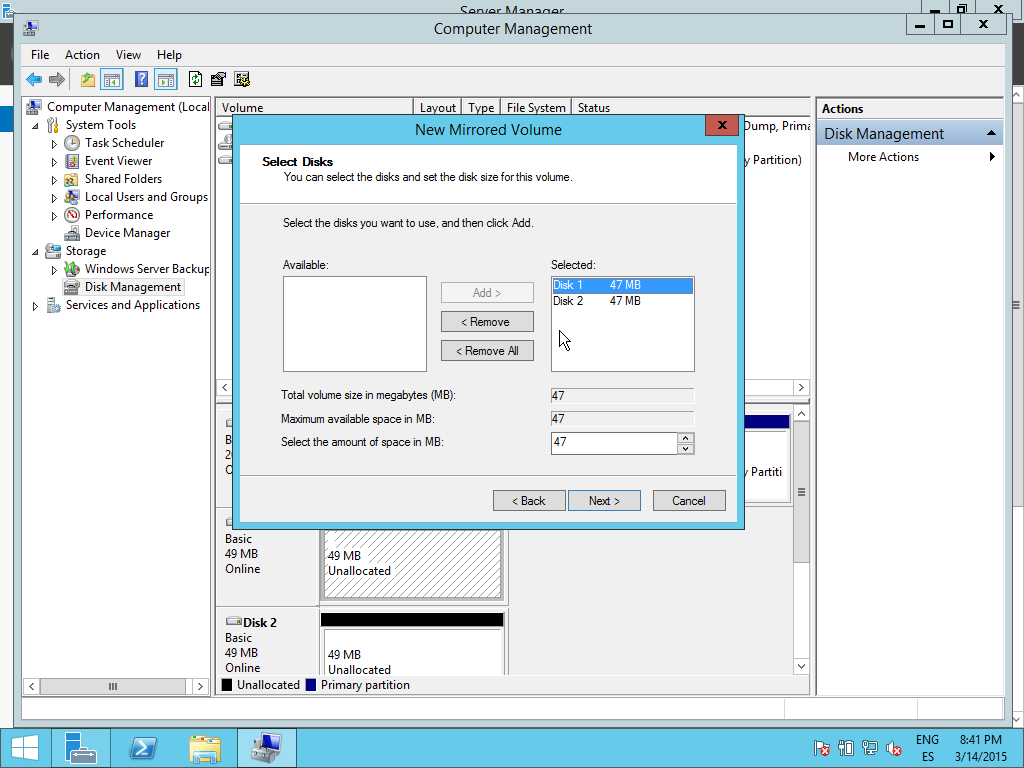 Server Manager
Computer Management
File Action View Help
Computer Management (Local
System Tools
Task Scheduler
Event Viewer
Shared Folders
Local Users and Groups
Performance
Device Manager
Storage
Windows Server Backup
Disk Management
Services and Applications
Volume Layout Type File System Status
Dump, Prima
y Partition)
Actions
Disk Management
More Actions
New Mirrored Volume
X
Select Disks
You can select the disks and set the disk size for this volume.
Select the disks you want to use, and then click Add.
Available:
Selected:
Add >
< Remove
< Remove All
Disk 1 47 MB
Disk 2 47 MB
Total volume size in megabytes (MB): 47
Maximum available space in MB: 47
Select the amount of space in MB: 47
< Back Next > Cancel
B
20
O
y Partiti
Basic
49 MB
Online
49 MB
Unallocated
Disk 2
Basic
49 MB
Online
49 MB
Unallocated
Unallocated Primary partition
ENG
ES
8:41 PM
3/14/2015